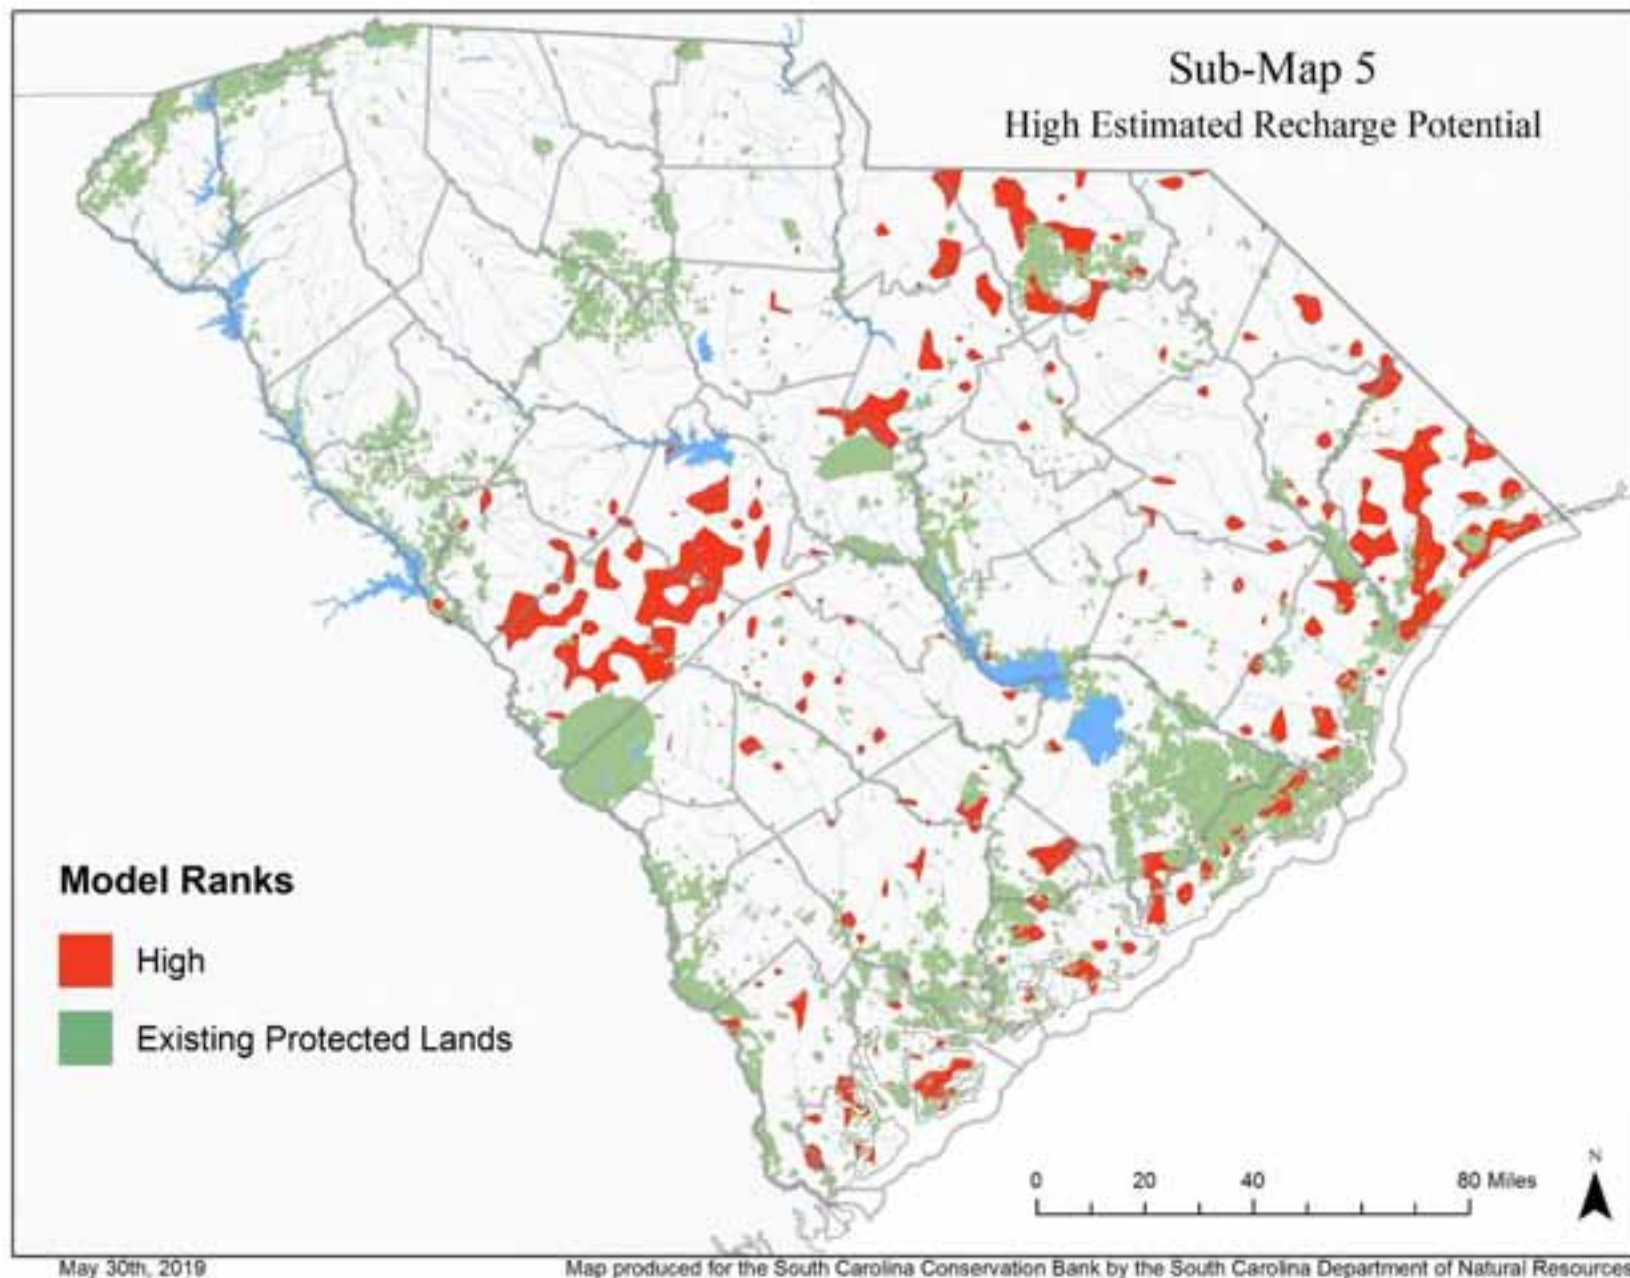 Sub-Map 5
High Estimated Recharge Potential
Model Ranks
High
Existing Protected Lands
0 20 40 80 Miles
N
May 30th, 2019
Map produced for the South Carolina Conservation Bank by the South Carolina Department of Natural Resources